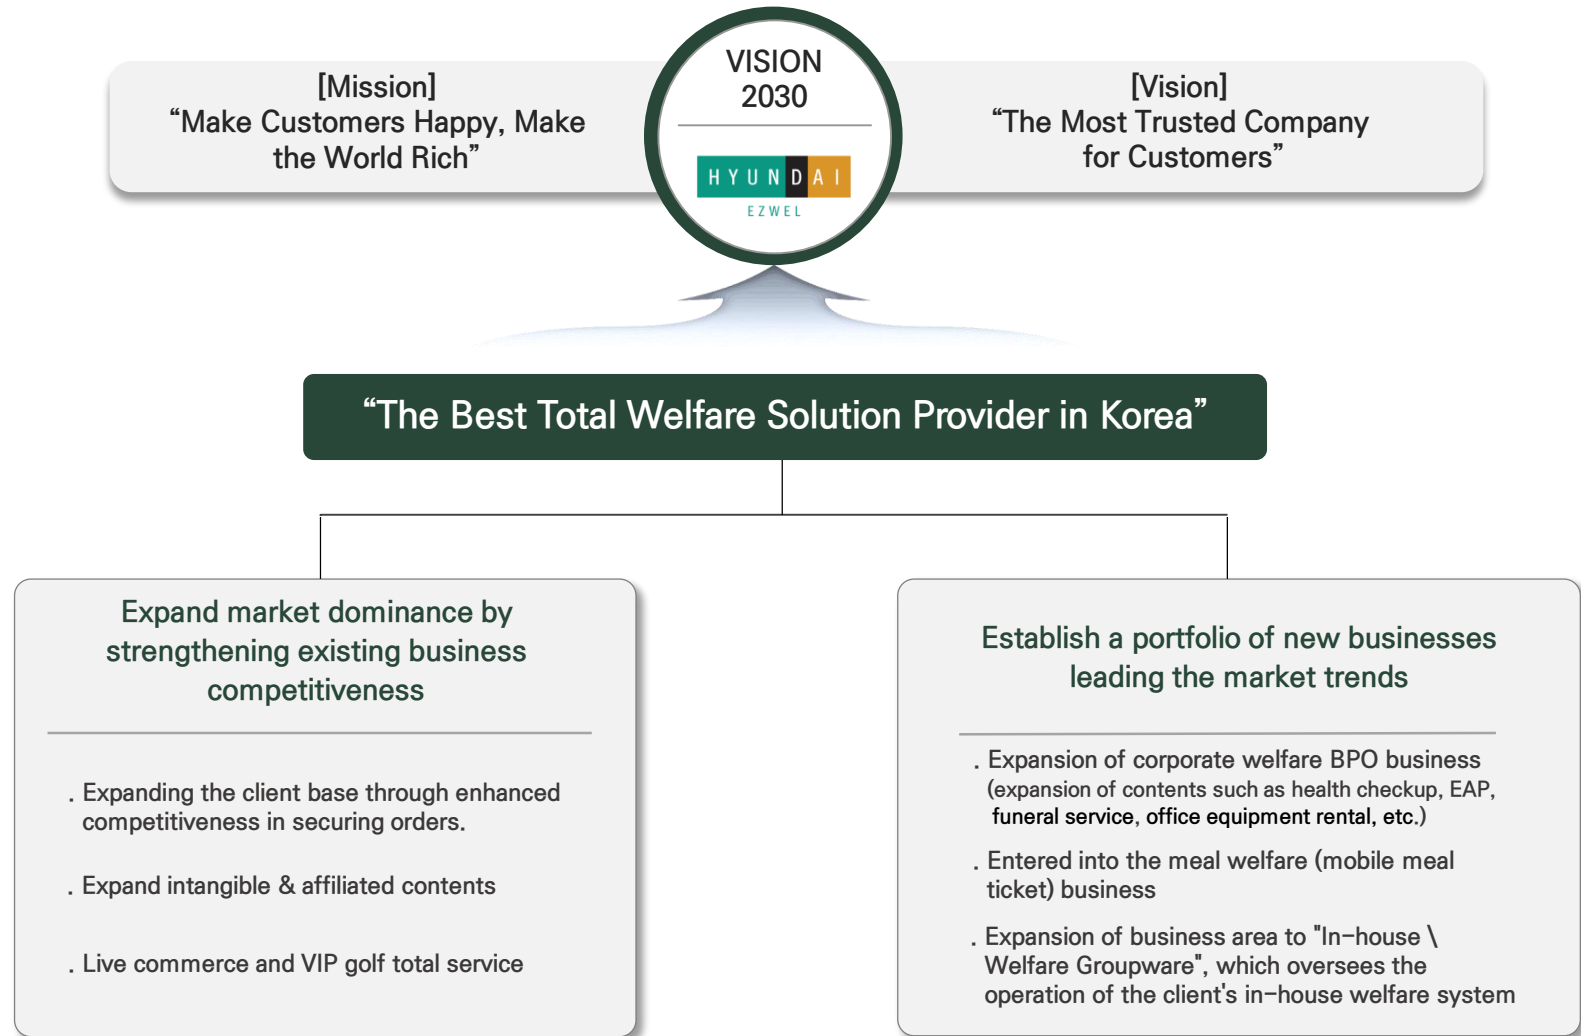 [Mission]
“Make Customers Happy, Make
the World Rich”
VISION
2030
HYUNDAI
EZWEL
[Vision]
“The Most Trusted Company
for Customers”
“The Best Total Welfare Solution Provider in Korea”
Expand market dominance by
strengthening existing business
competitiveness
. Expanding the client base through enhanced
competitiveness in securing orders.
. Expand intangible & affiliated contents
. Live commerce and VIP golf total service
Establish a portfolio of new businesses
leading the market trends
. Expansion of corporate welfare BPO business
(expansion of contents such as health checkup, EAP,
funeral service, office equipment rental, etc.)
. Entered into the meal welfare (mobile meal
ticket) business
. Expansion of business area to "In-house \
Welfare Groupware", which oversees the
operation of the client's in-house welfare system